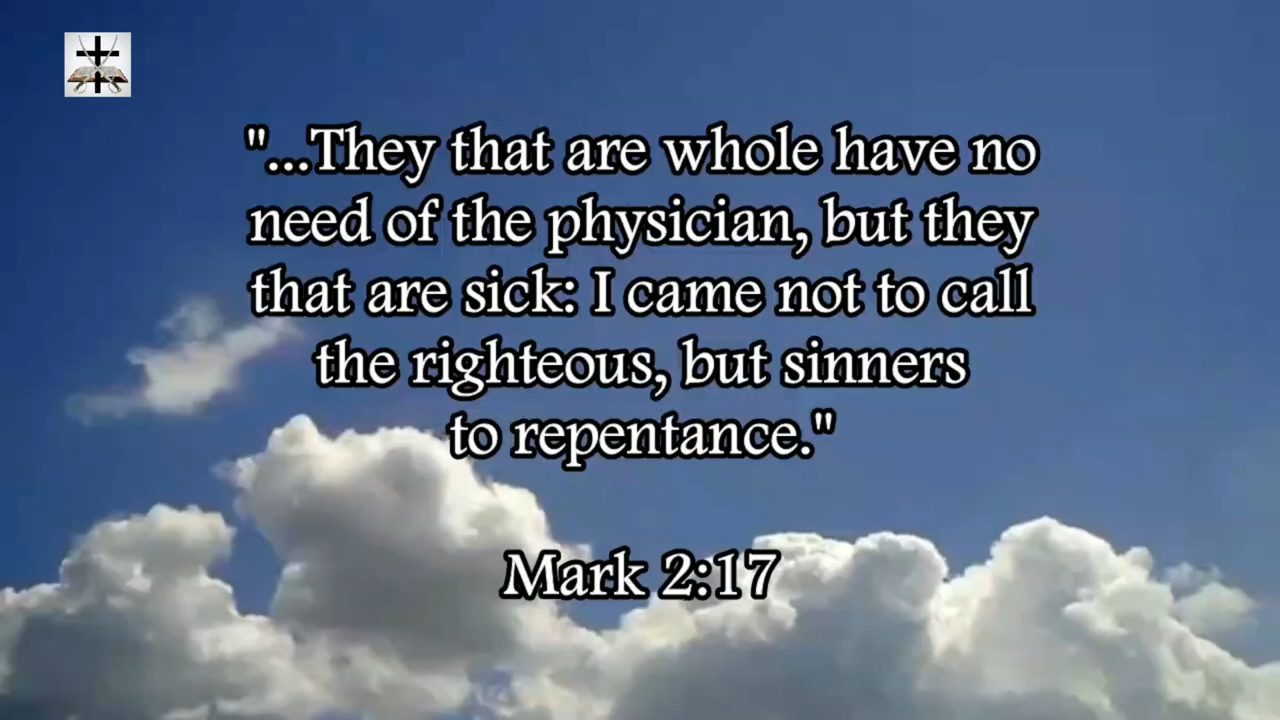 "...They that are whole have no
need of the physician, but they
that are sick: I came not to call
the righteous, but sinners
to repentance."
Mark 2:17